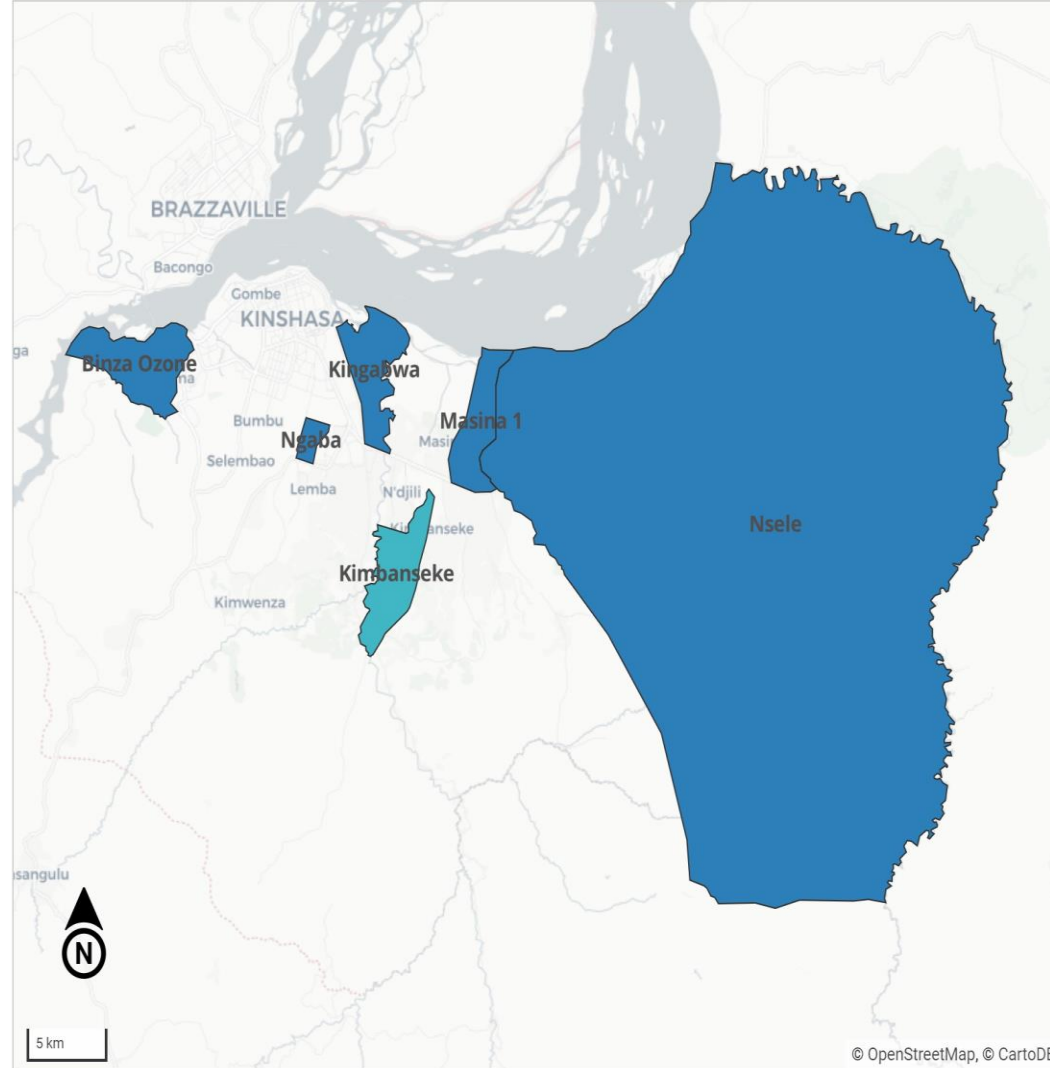 BRAZZAVILLE
Bacongo
Gombe
KINSHASA
Binza Ozone
Kingabwa
Bumbu
Ngaba
Masina 1
Selembao
Lemba
N'djili
Nsele
Kimbanseke
Kimwenza
N
5 km
© OpenStreetMap, © CartoDB